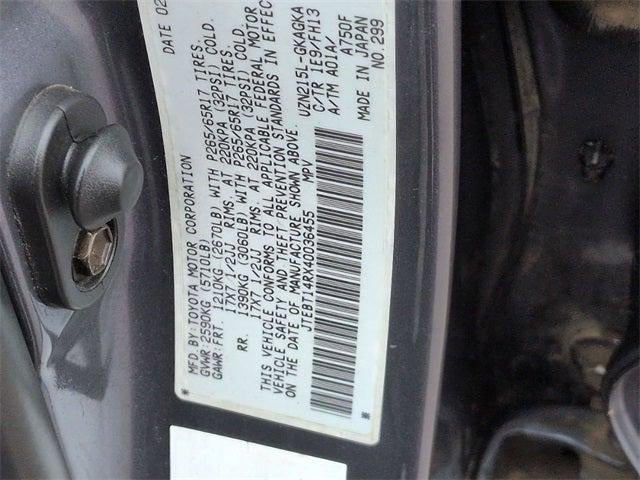 MFD. BY: TOYOTA MOTOR CORPORATION DATE 02
GVWR: 2590KG (5710LB)
GAWR: FRT. 1210KG (2670LB) WITH P265/65R17 TIRES.
17X7 1/2JJ RIMS. AT 220KPA (32PSI) COLD.
RR. 1390KG (3060LB) WITH P265/65R17 TIRES.
17X7 1/2JJ RIMS. AT 220KPA (32PSI) COLD.
THIS VEHICLE CONFORMS TO ALL APPLICABLE FEDERAL MOTOR
VEHICLE SAFETY AND THEFT PREVENTION STANDARDS IN EFFECT
ON THE DATE OF MANUFACTURE SHOWN ABOVE.
JTEBT14RX40036455 MPV
UZN215L-GKAGKA
C/TR 1E9/FH13
A/TM AD1A/
A750F
MADE IN JAPAN
NO.299